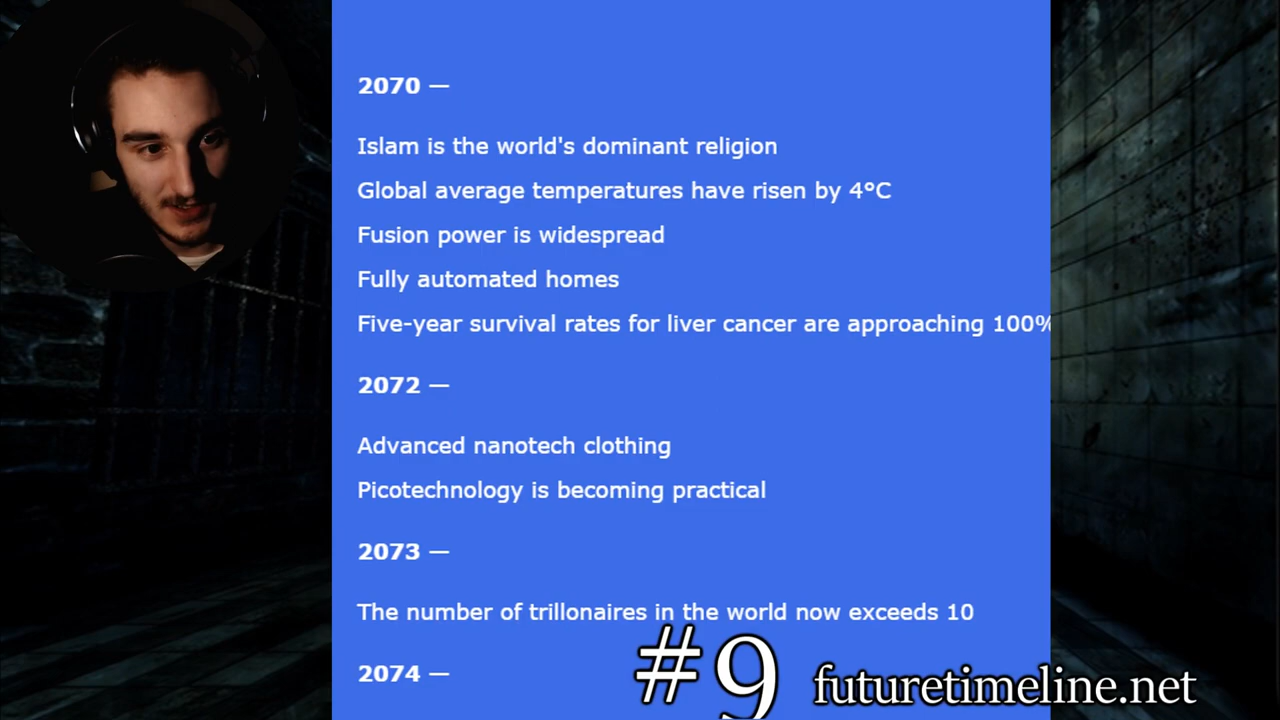 2070 —
Islam is the world's dominant religion
Global average temperatures have risen by 4°C
Fusion power is widespread
Fully automated homes
Five-year survival rates for liver cancer are approaching 100%
2072 —
Advanced nanotech clothing
Picotechnology is becoming practical
2073 —
The number of trillonaires in the world now exceeds 10
2074 —
#9 futuretimeline.net